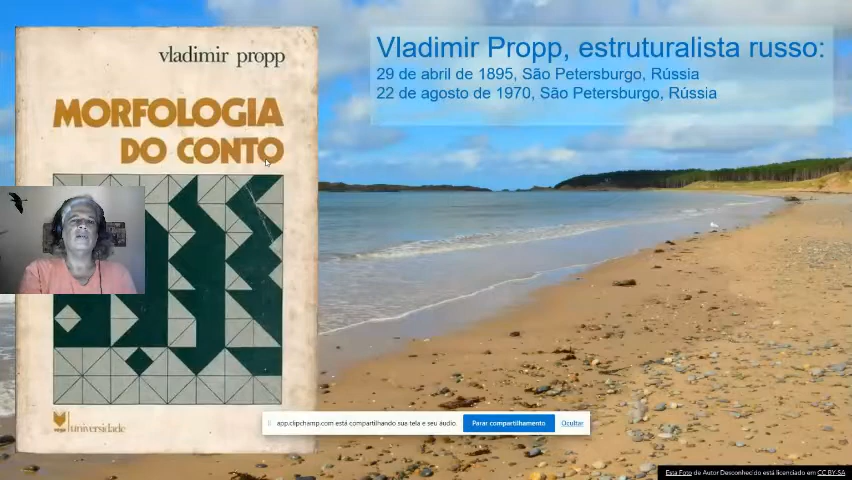 vladimir propp
MORFOLOGIA
DO CONTO
vega universidade
Vladimir Propp, estruturalista russo:
29 de abril de 1895, São Petersburgo, Rússia
22 de agosto de 1970, São Petersburgo, Rússia
app.clipchamp.com está compartilhando sua tela e seu áudio.
Parar compartilhamento
Ocultar
Esta Foto de Autor Desconhecido está licenciado em CC BY-SA